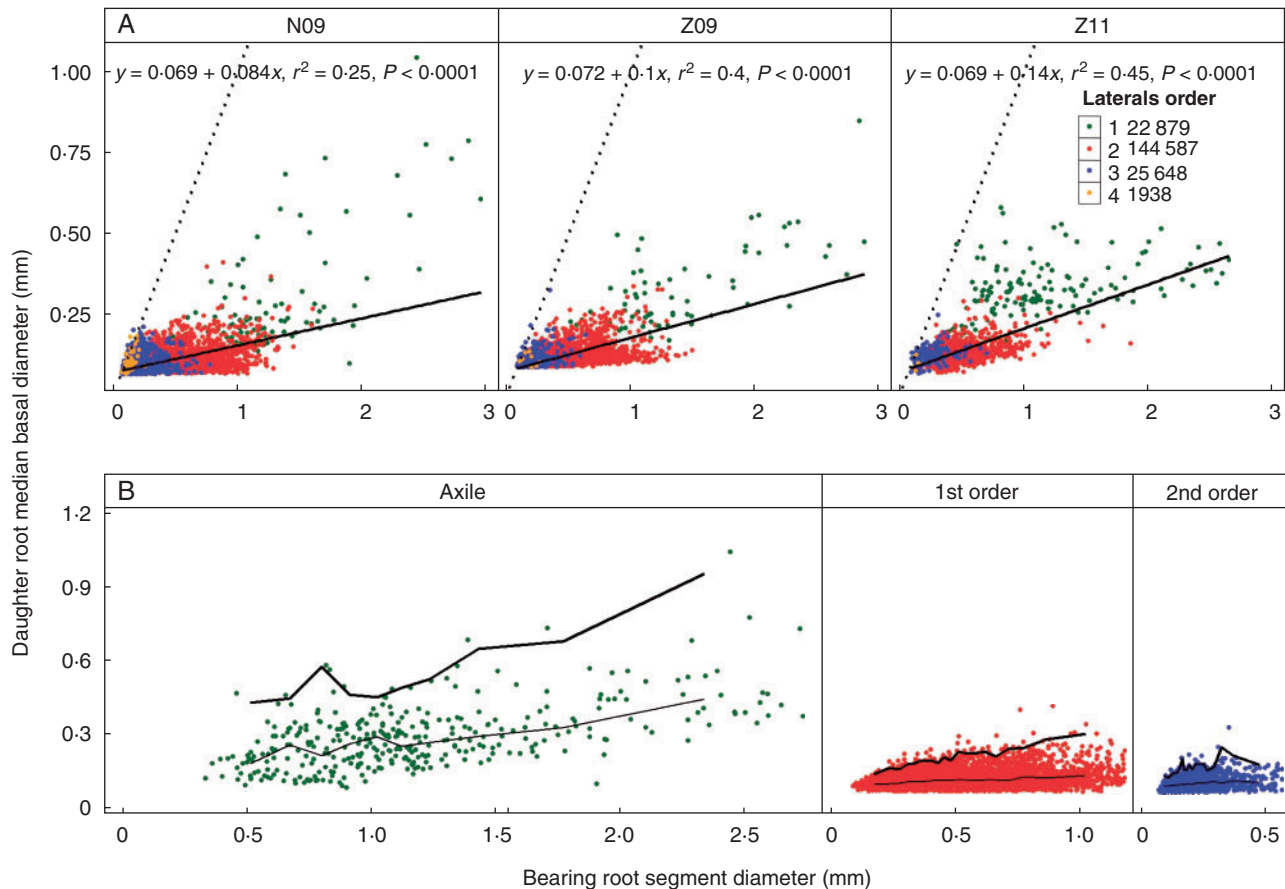 A
N09
Z09
Z11
y = 0·069 + 0·084x, r² = 0·25, P < 0·0001
y = 0·072 + 0·1x, r² = 0·4, P < 0·0001
y = 0·069 + 0·14x, r² = 0·45, P < 0·0001
Laterals order
1 22 879
2 144 587
3 25 648
4 1938
1·00
0·75
0·50
0·25
0 1 2 3
0 1 2 3
0 1 2 3
Daughter root median basal diameter (mm)
B
Axile
1st order
2nd order
1·2
0·9
0·6
0·3
0
0 0·5 1·0 1·5 2·0 2·5
0 0·5 1·0
0 0·5
Bearing root segment diameter (mm)